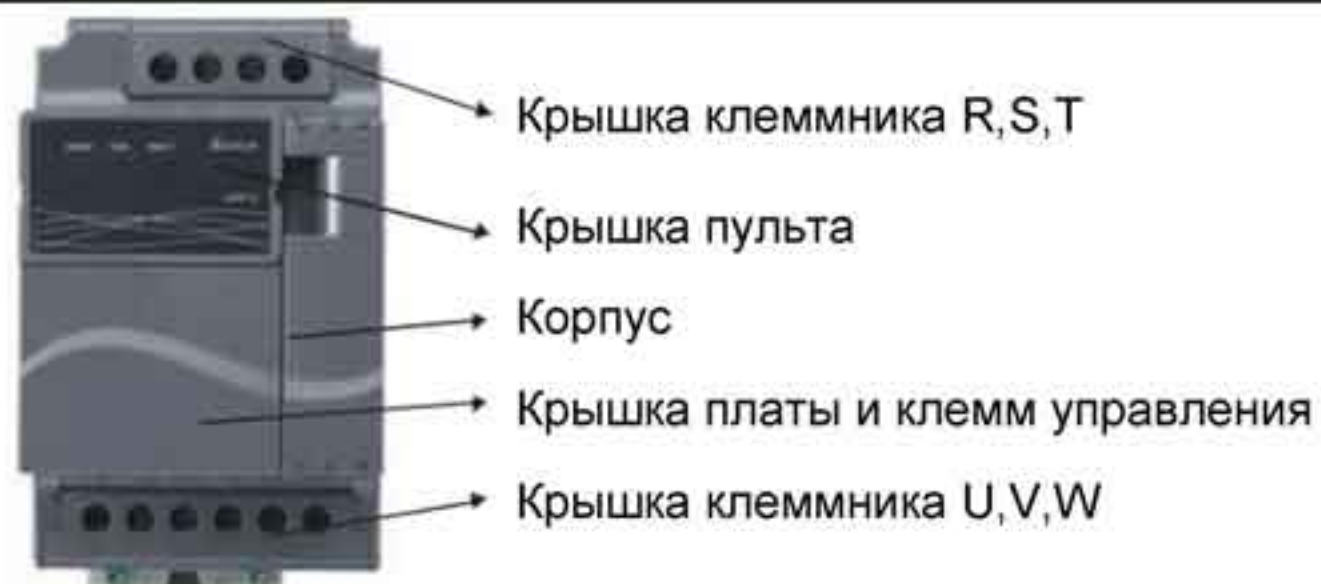 Крышка клеммника R,S,T
Крышка пульта
Корпус
Крышка платы и клемм управления
Крышка клеммника U,V,W